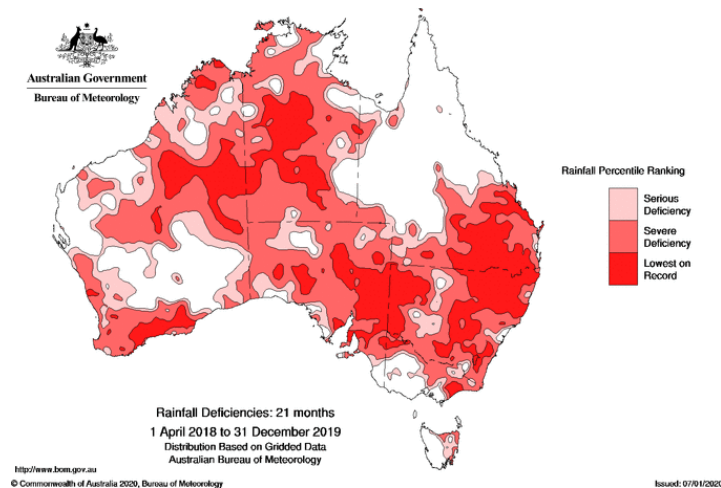 Australian Government
Bureau of Meteorology
Rainfall Percentile Ranking
Serious
Deficiency
Severe
Deficiency
Lowest on
Record
Rainfall Deficiencies: 21 months
1 April 2018 to 31 December 2019
Distribution Based on Gridded Data
Australian Bureau of Meteorology
http://www.bom.gov.au
© Commonwealth of Australia 2020, Bureau of Meteorology
Issued: 07/01/2020